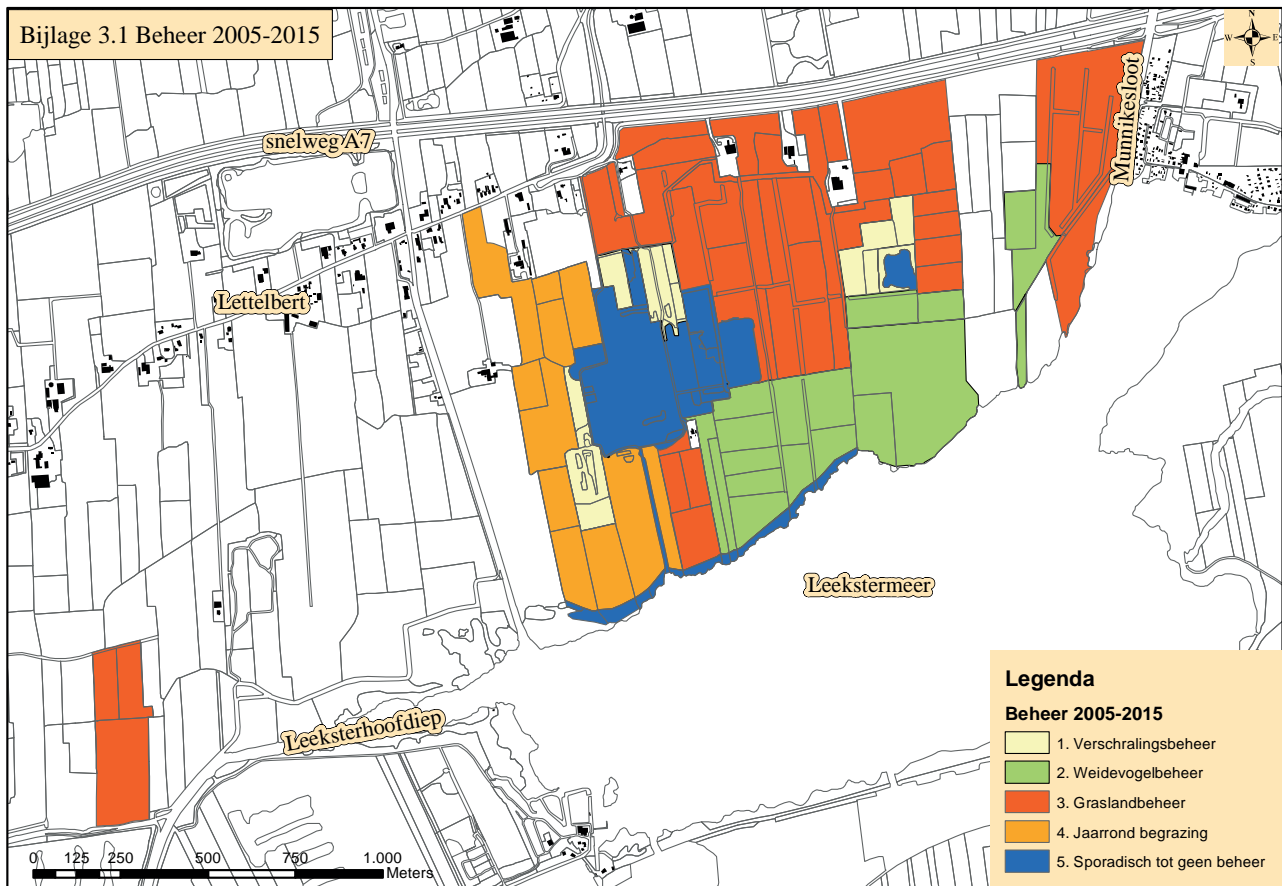 Bijlage 3.1 Beheer 2005-2015
N
W E
S
snelweg A7
Munnikesloot
Lettelbert
Leekstermeer
Leeksterhoofdiep
Legenda
Beheer 2005-2015
1. Verschralingsbeheer
2. Weidevogelbeheer
3. Graslandbeheer
4. Jaarrond begrazing
5. Sporadisch tot geen beheer
0 125 250 500 750 1.000
Meters